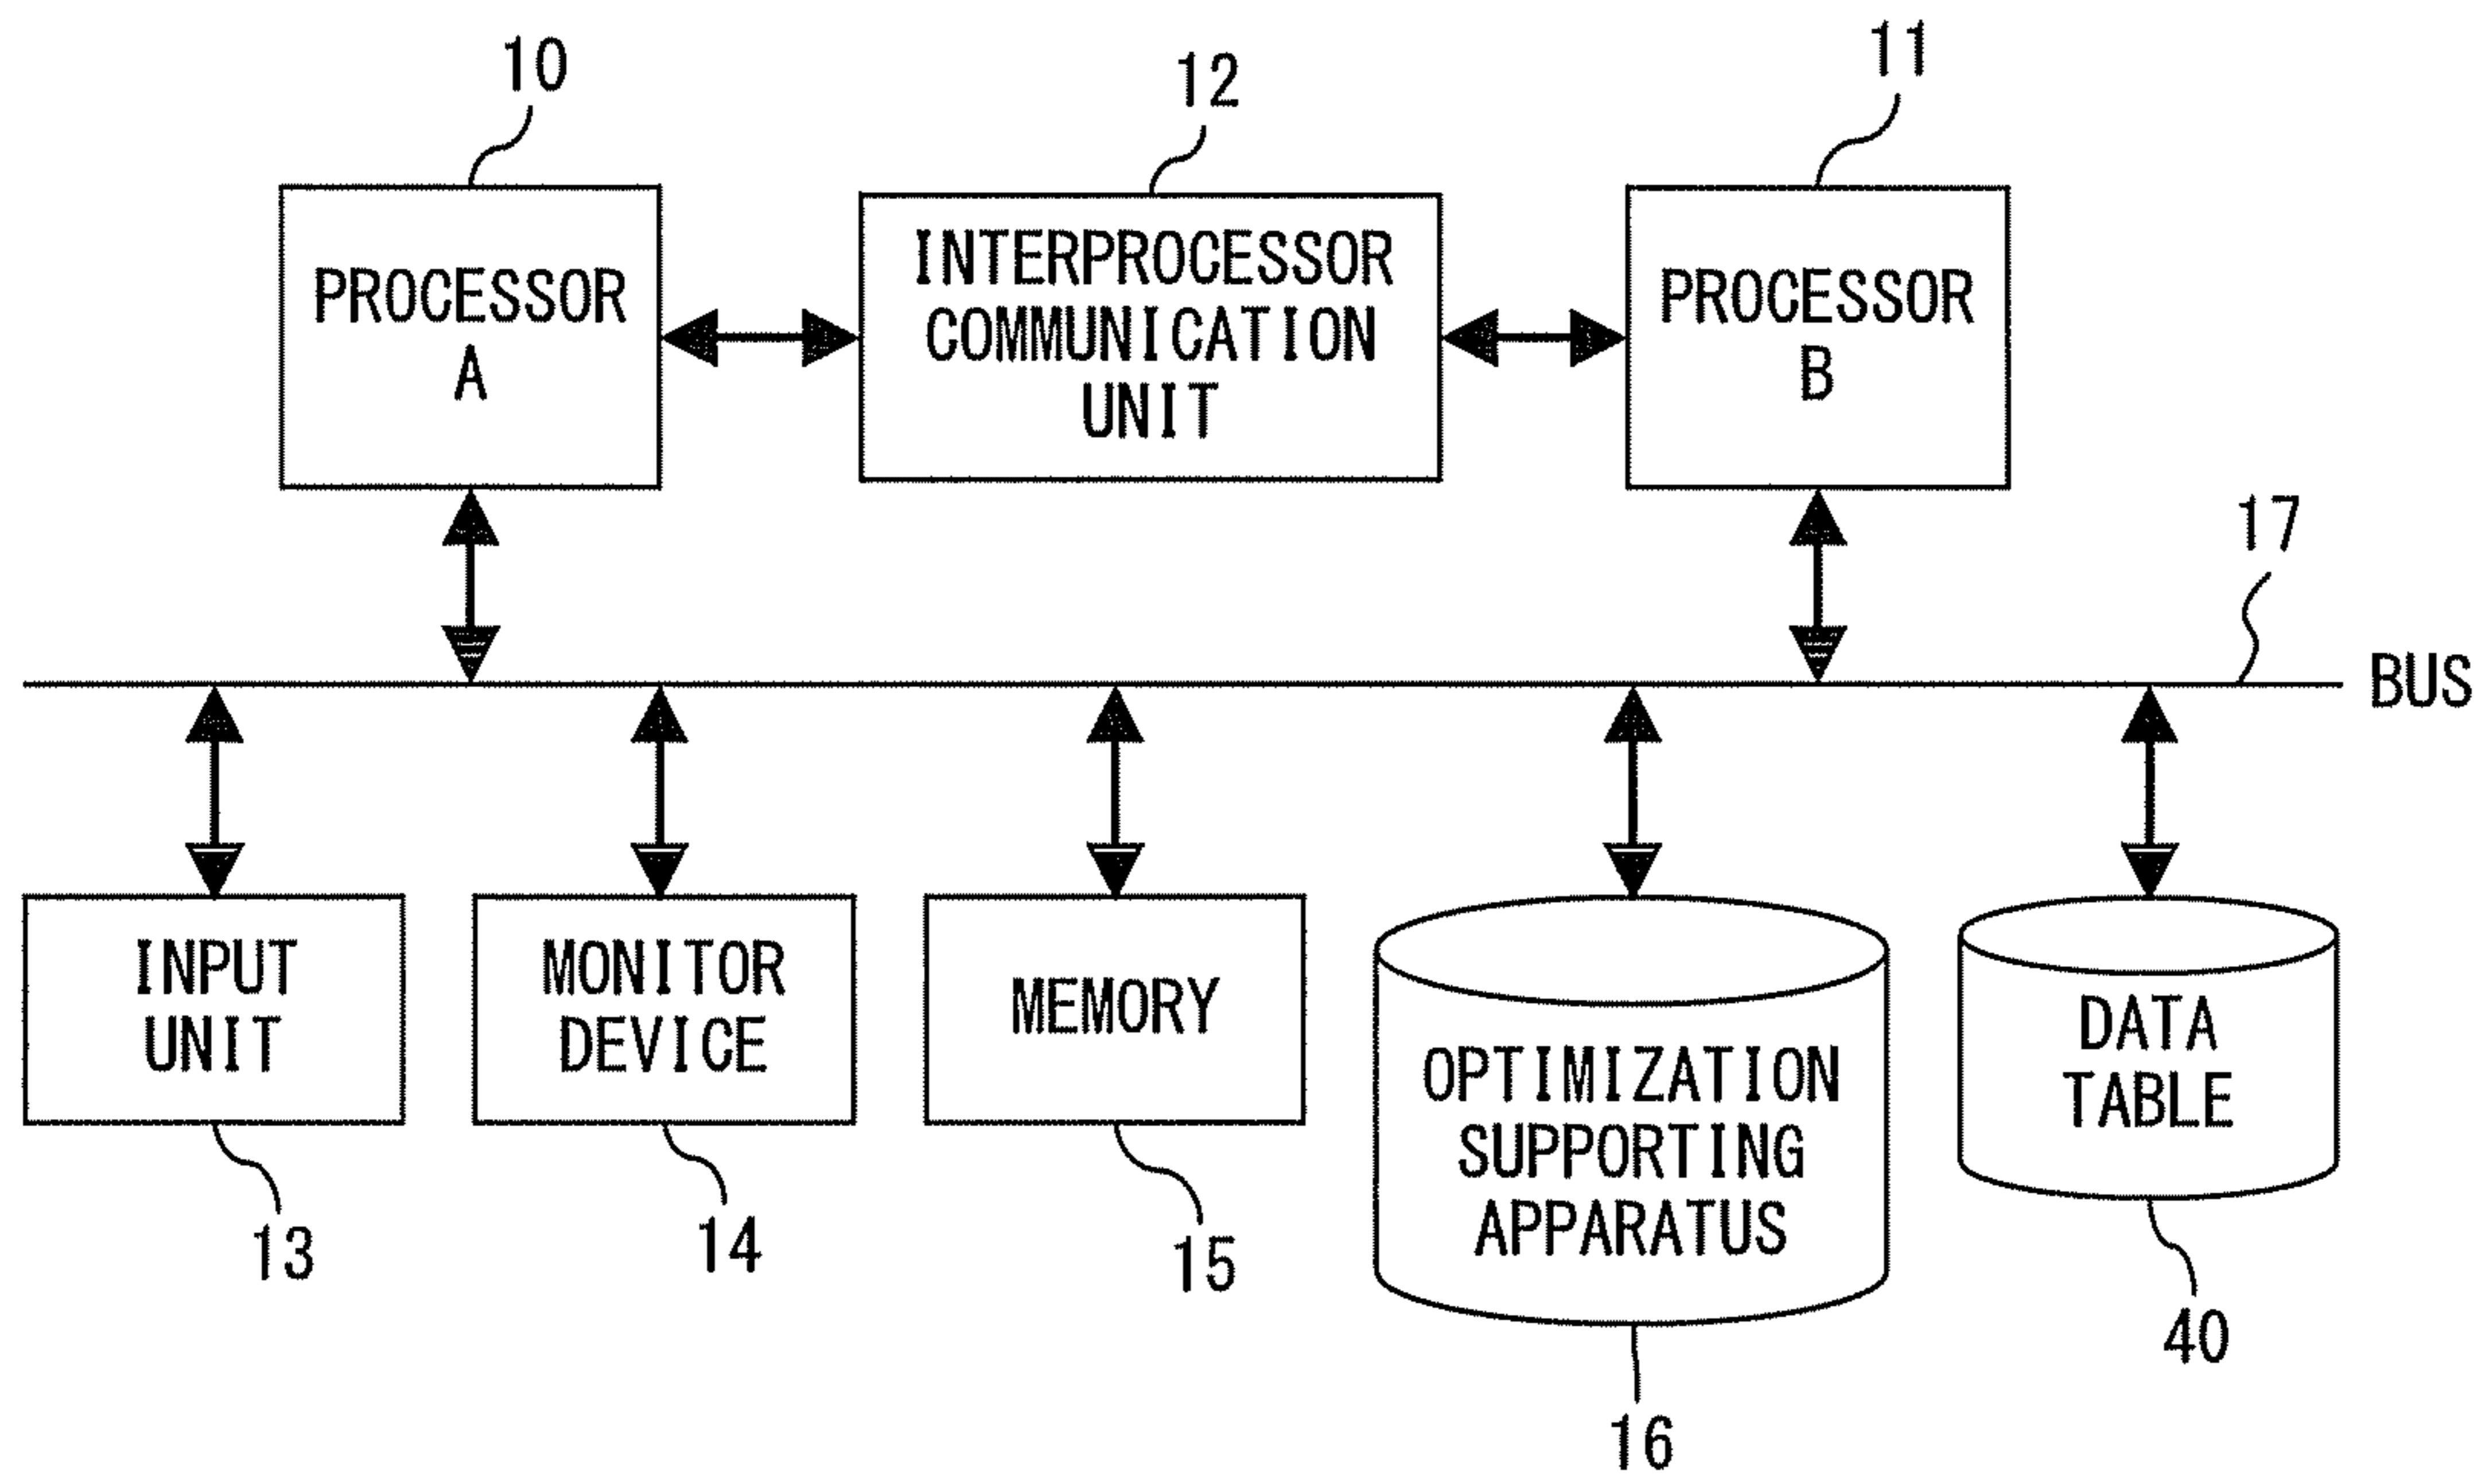 10
12
11
PROCESSOR
A
INTERPROCESSOR
COMMUNICATION
UNIT
PROCESSOR
B
17
BUS
INPUT
UNIT
MONITOR
DEVICE
MEMORY
OPTIMIZATION
SUPPORTING
APPARATUS
DATA
TABLE
13
14
15
16
40